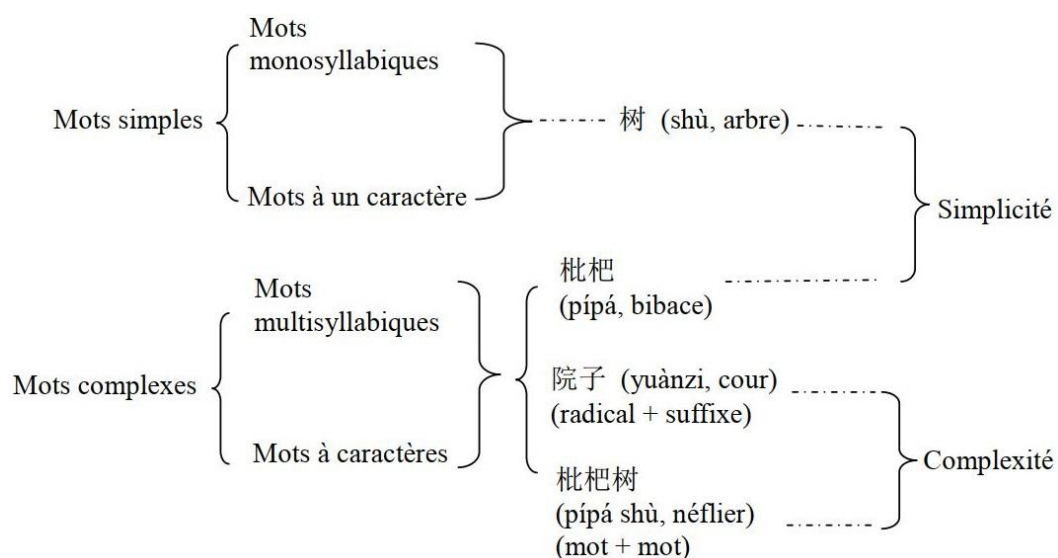 Mots
monosyllabiques
Mots simples
树 (shù, arbre)
Mots à un caractère
Simplicité
枇杷
(pípá, bibace)
Mots
multisyllabiques
Mots complexes
院子 (yuànzi, cour)
(radical + suffixe)
Mots à caractères
Complexité
枇杷树
(pípá shù, néflier)
(mot + mot)